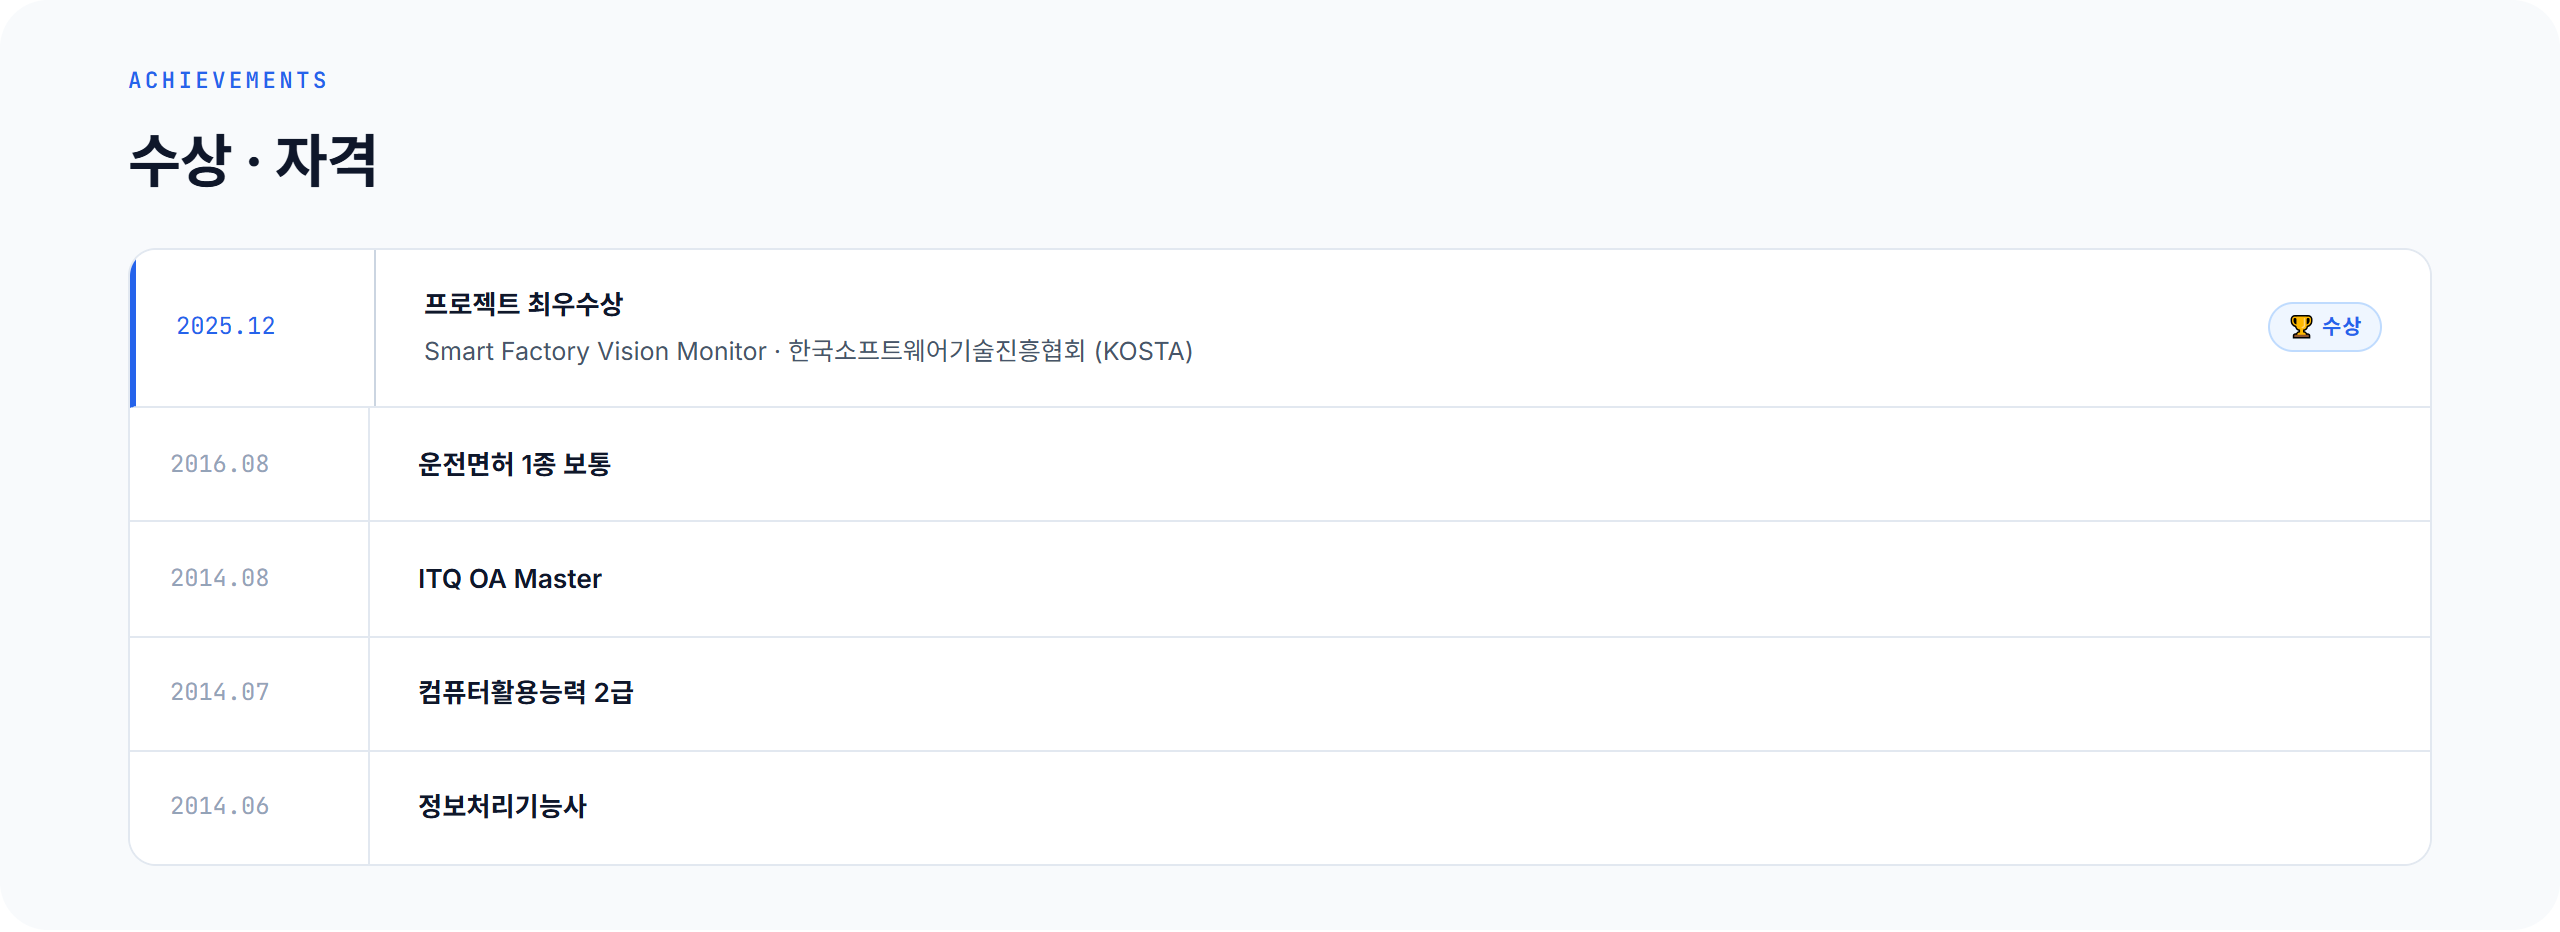 ACHIEVEMENTS
수상 · 자격
2025.12
프로젝트 최우수상
Smart Factory Vision Monitor · 한국소프트웨어기술진흥협회 (KOSTA)
🏆 수상
2016.08
운전면허 1종 보통
2014.08
ITQ OA Master
2014.07
컴퓨터활용능력 2급
2014.06
정보처리기능사